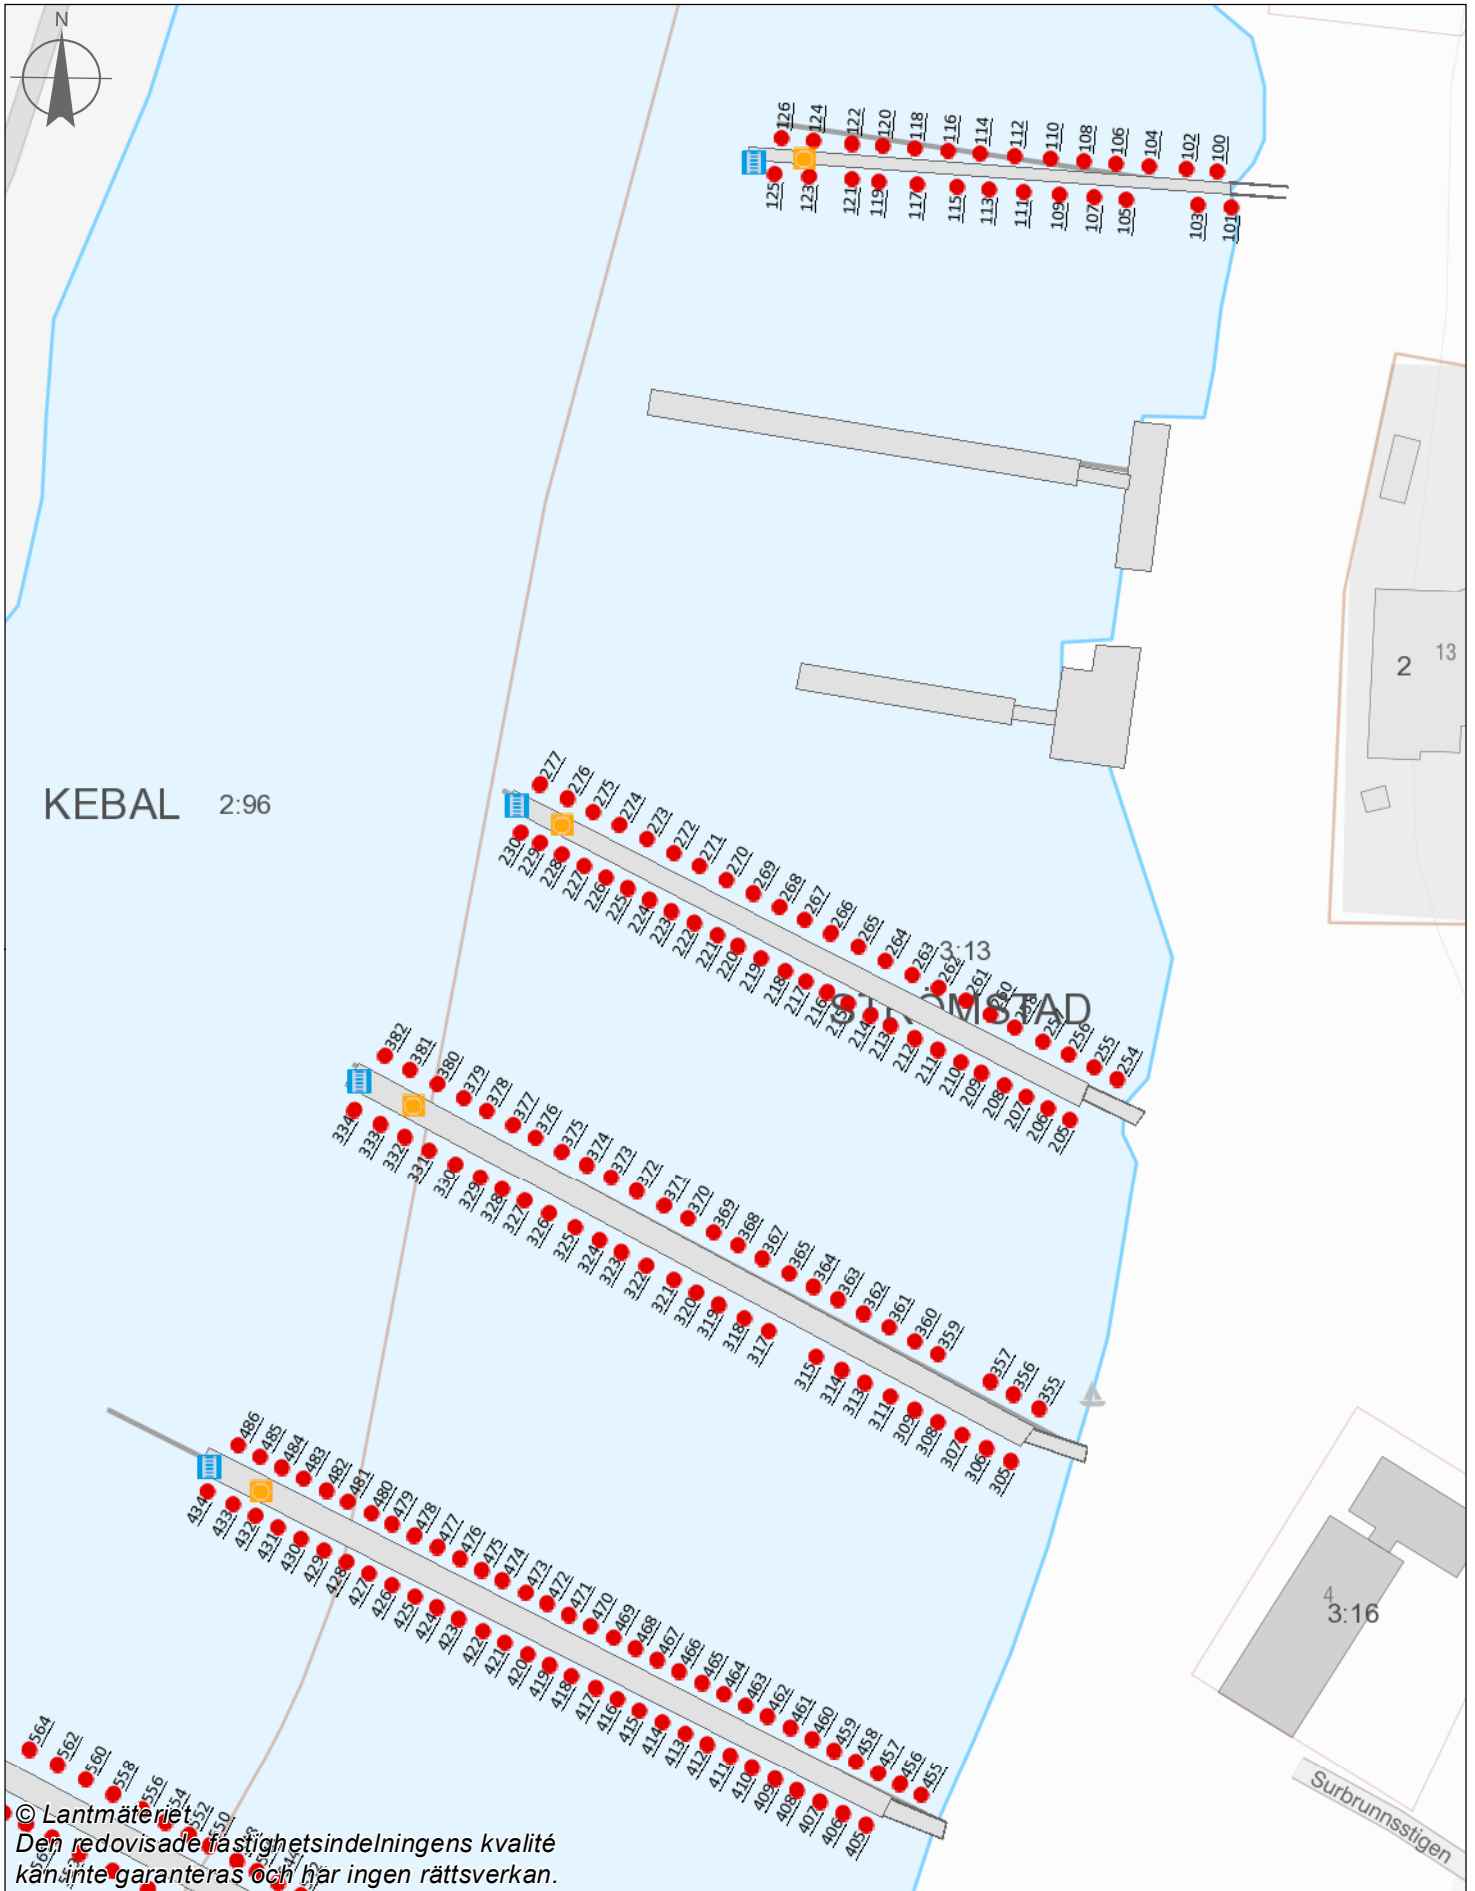 N
126 124 122 120 118 116 114 112 110 108 106 104 102 100
125 123 121 119 117 115 113 111 109 107 105 103 101
13
2
KEBAL 2:96
277 276 275 274 273 272 271 270 269 268 267 266 265 264 263 262 261 260 258 257 256 255 254
230 229 228 227 226 225 224 223 222 221 220 219 218 217 216 215 214 213 212 211 210 209 208 207 206 205
3:13
STRÖMSTAD
382 381 380 379 378 377 376 375 374 373 372 371 370 369 368 367 365 364 363 362 361 360 359 357 356 355
334 333 332 331 330 329 328 327 326 325 324 323 322 321 320 319 318 317 315 314 313 311 309 308 307 306 305
486 485 484 483 482 481 480 479 478 477 476 475 474 473 472 471 470 469 468 467 466 465 464 463 462 461 460 459 458 457 456 455
434 433 432 431 430 429 428 427 426 425 424 423 422 421 420 419 418 417 416 415 414 413 412 411 410 409 408 407 406 405
4
3:16
Surbrunnsstigen
564 562 560 558 556 554 552 550
© Lantmäteriet
Den redovisade fastighetsindelningens kvalité
kan inte garanteras och har ingen rättsverkan.